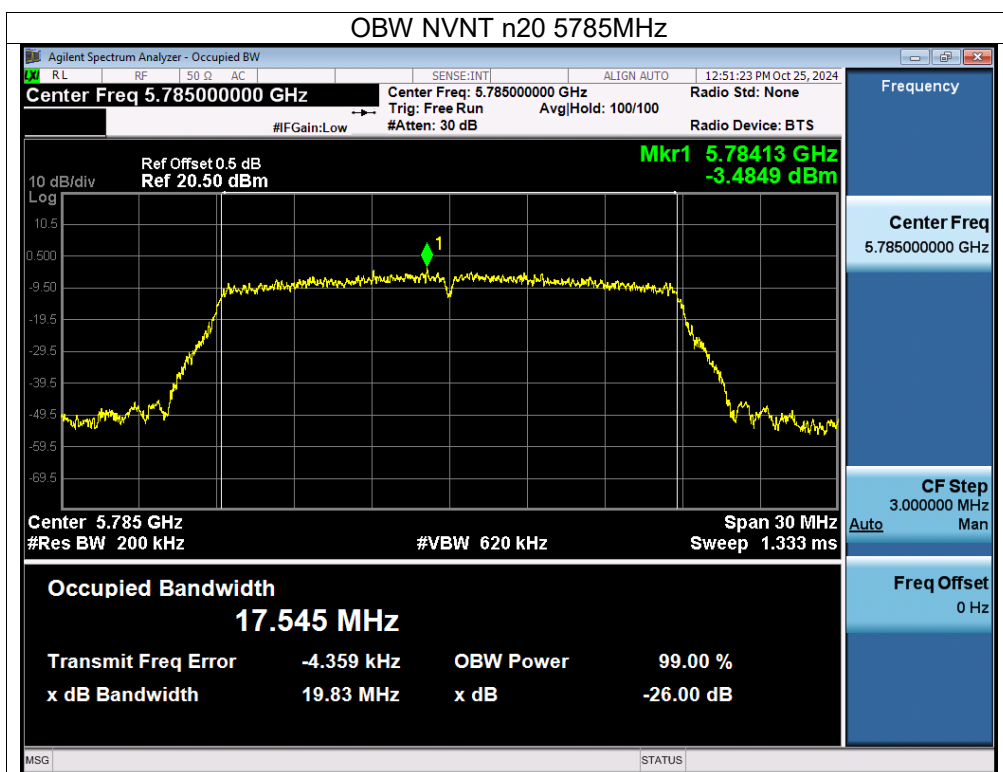 OBW NVNT n20 5785MHz
Agilent Spectrum Analyzer - Occupied BW
LXI RL RF 50 Ω AC SENSE:INT ALIGN AUTO 12:51:23 PM Oct 25, 2024
Center Freq 5.785000000 GHz
Center Freq: 5.785000000 GHz
Radio Std: None
Trig: Free Run Avg|Hold: 100/100
#IFGain:Low #Atten: 30 dB Radio Device: BTS
Mkr1 5.78413 GHz
-3.4849 dBm
Ref Offset 0.5 dB
10 dB/div Ref 20.50 dBm
Log
10.5
0.500
-9.50
-19.5
-29.5
-39.5
-49.5
-59.5
-69.5
1
Center 5.785 GHz Span 30 MHz
#Res BW 200 kHz #VBW 620 kHz Sweep 1.333 ms
Occupied Bandwidth
17.545 MHz
Transmit Freq Error -4.359 kHz OBW Power 99.00 %
x dB Bandwidth 19.83 MHz x dB -26.00 dB
MSG STATUS
Frequency
Center Freq
5.785000000 GHz
CF Step
3.000000 MHz
Auto Man
Freq Offset
0 Hz